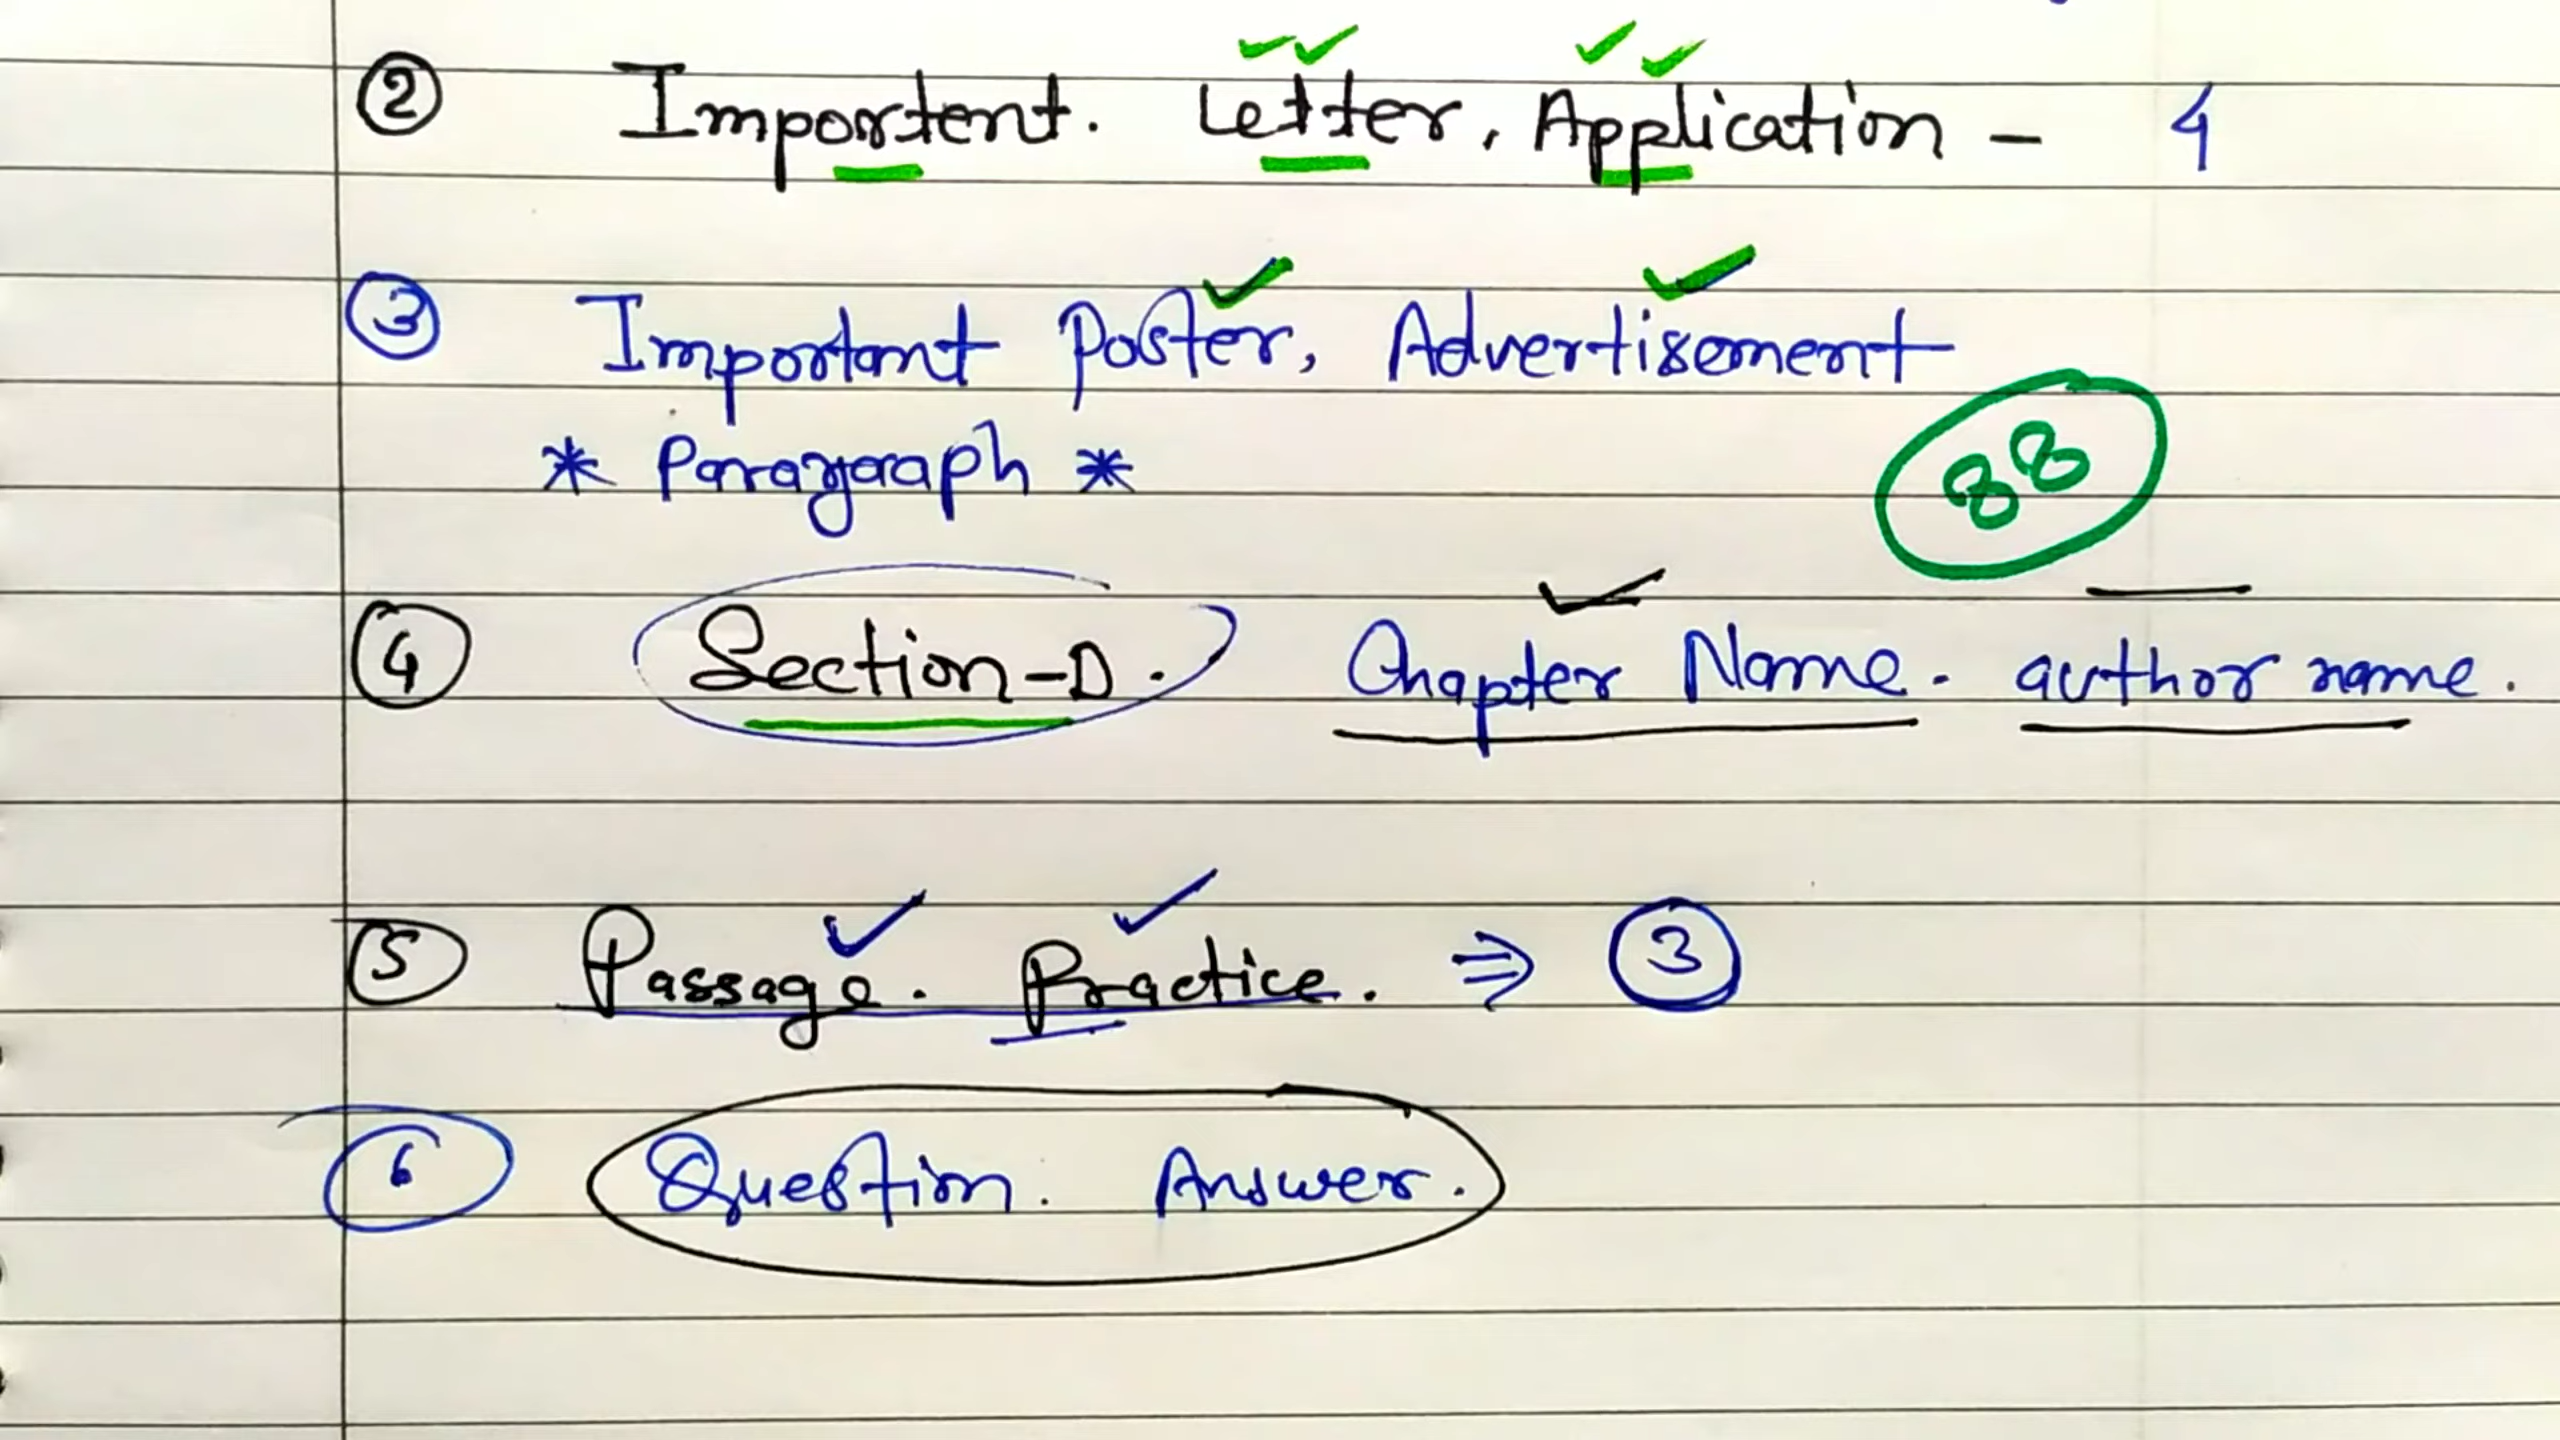 ② Importent. Letter, Application - 4
③ Important Poster, Advertisement
* Paragraph *
88
④ Section-D. Chapter Name. author name.
⑤ Passage. Practice. ⇒ ③
⑥ Question. Answer.